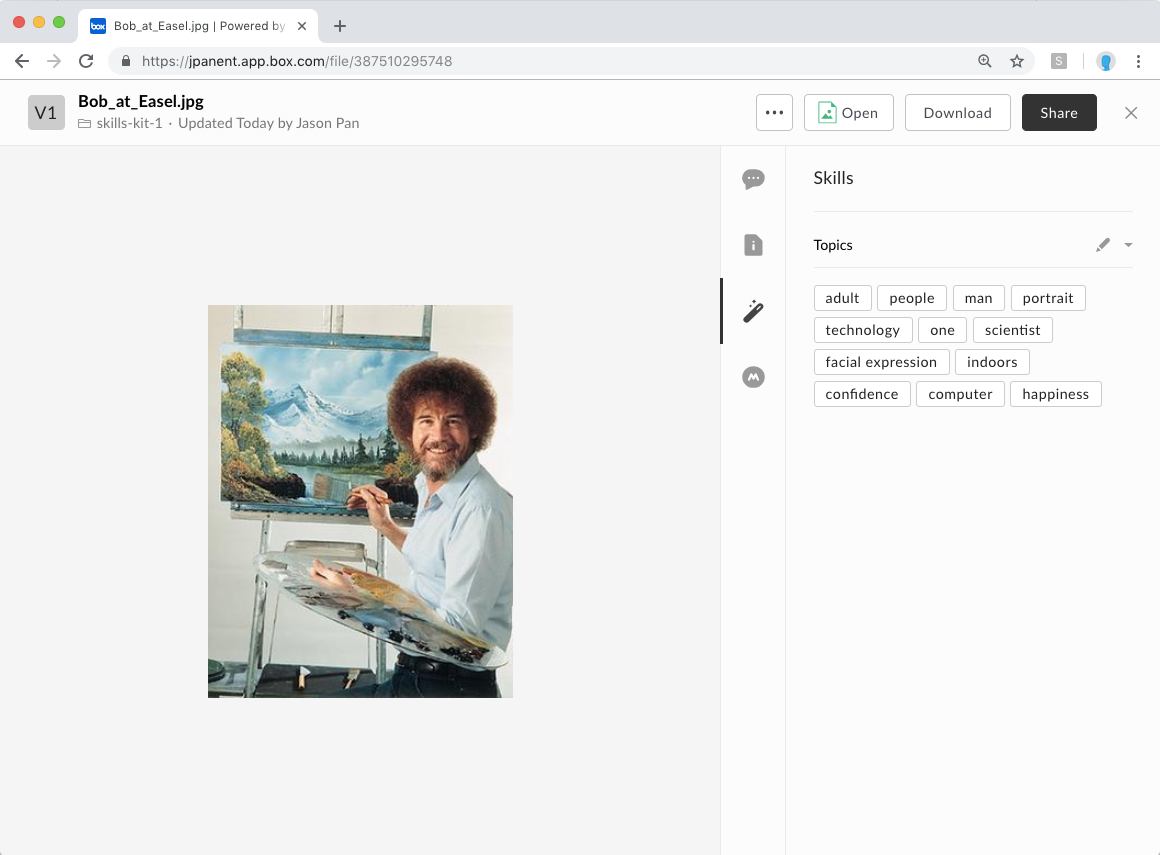 box Bob_at_Easel.jpg | Powered by
https://jpanent.app.box.com/file/387510295748 S
V1 Bob_at_Easel.jpg
skills-kit-1 · Updated Today by Jason Pan
Open Download Share
Skills
Topics
adult people man portrait
technology one scientist
facial expression indoors
confidence computer happiness